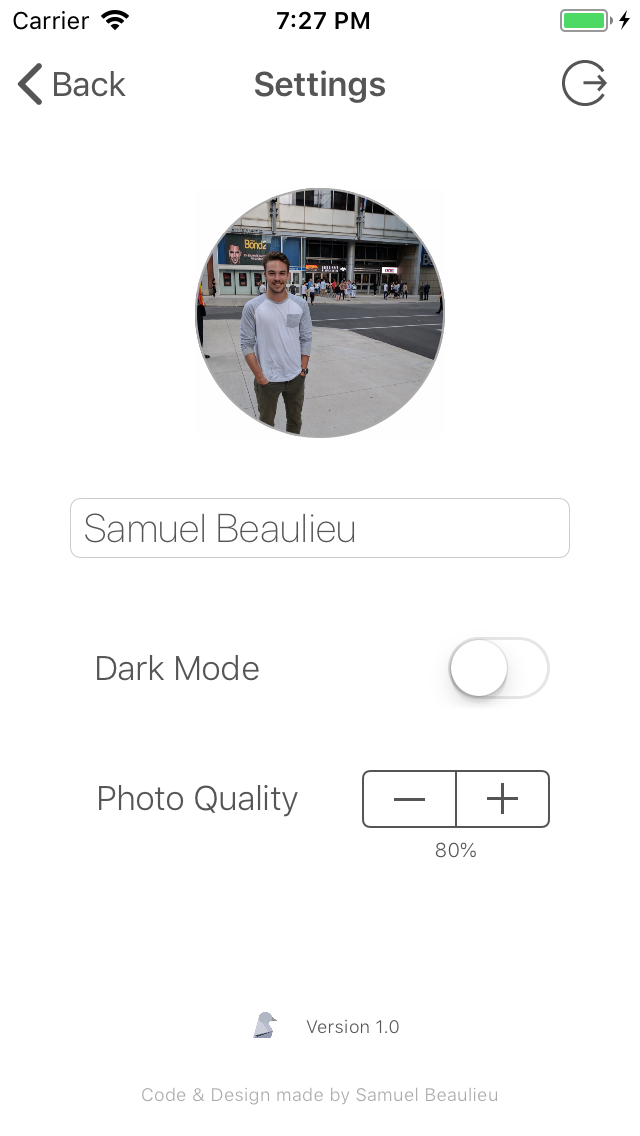 Carrier 7:27 PM
Back Settings
Samuel Beaulieu
Dark Mode
Photo Quality
80%
Version 1.0
Code & Design made by Samuel Beaulieu